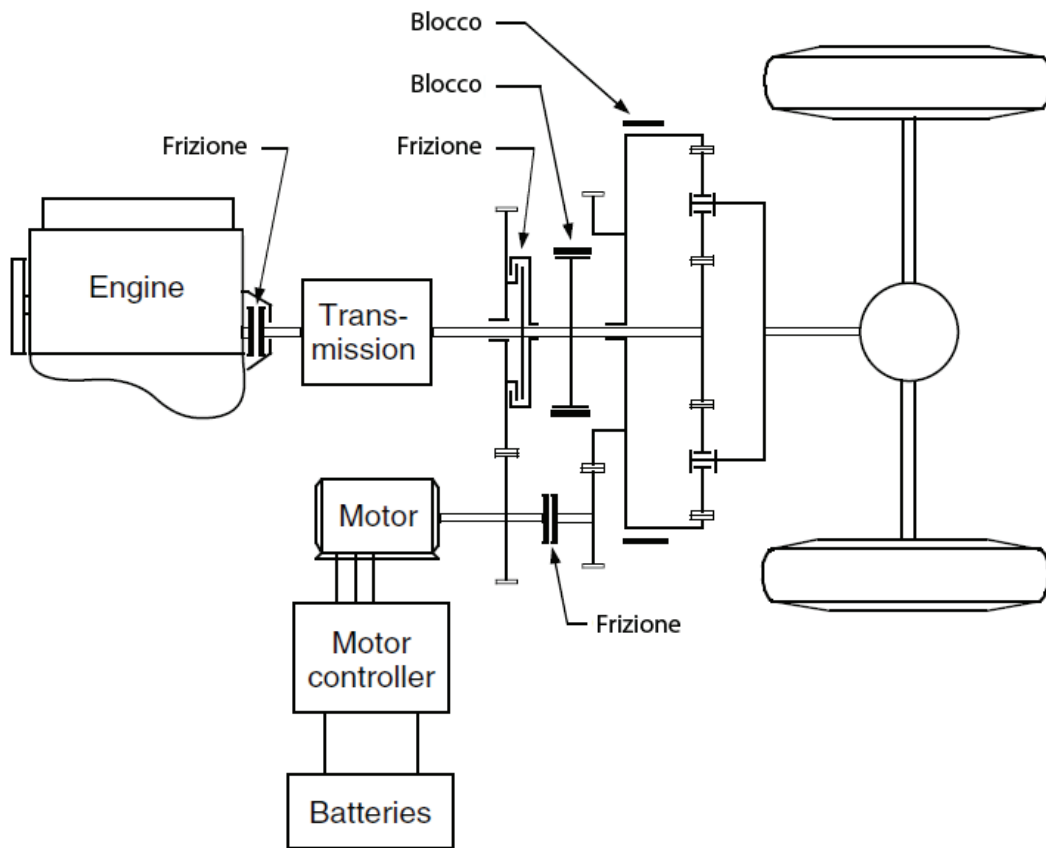 Blocco
Blocco
Frizione
Frizione
Engine
Trans-
mission
Motor
Frizione
Motor
controller
Batteries